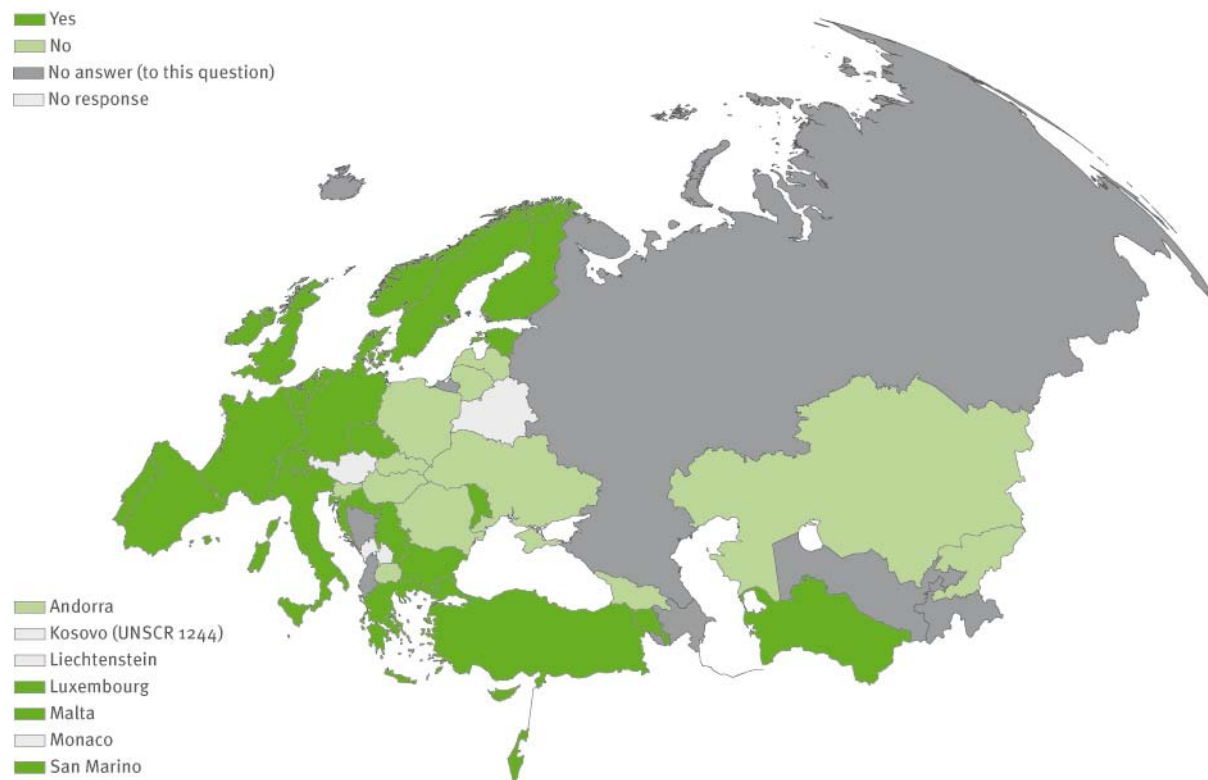 Yes
No
No answer (to this question)
No response
Andorra
Kosovo (UNSCR 1244)
Liechtenstein
Luxembourg
Malta
Monaco
San Marino